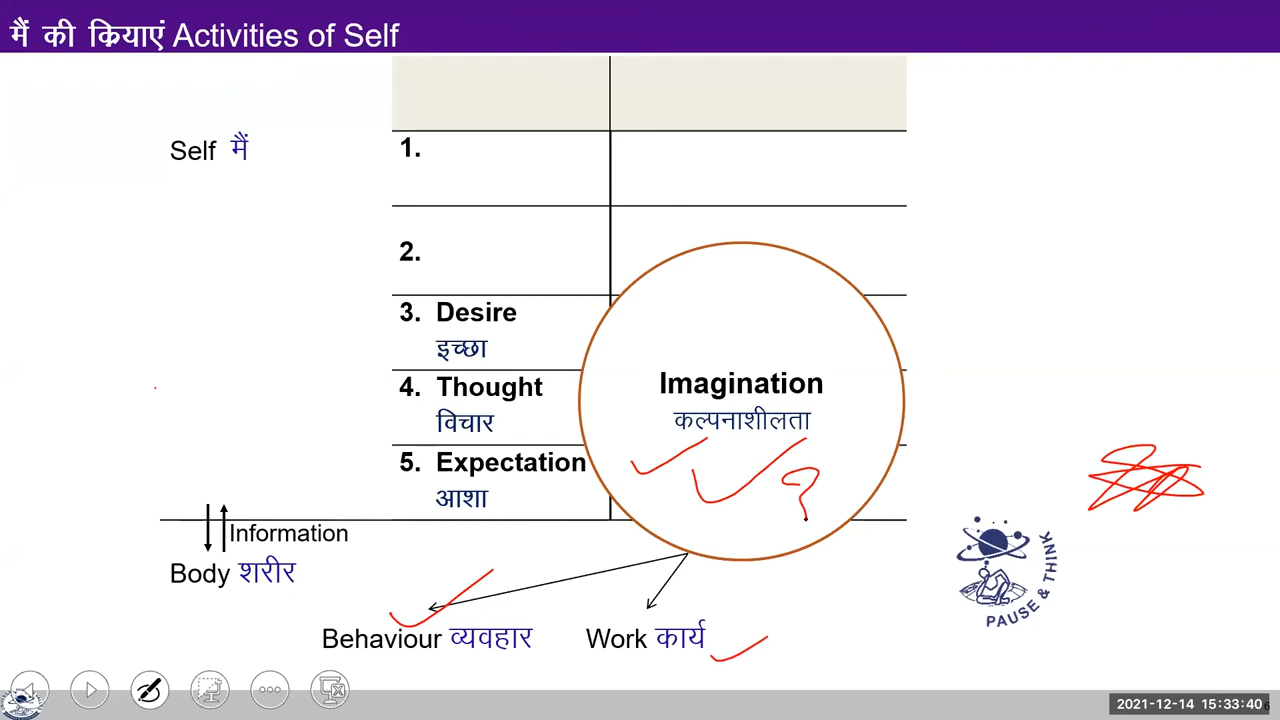 मैं की क्रियाएं Activities of Self
Self मैं
1.
2.
3. Desire
इच्छा
4. Thought
विचार
5. Expectation
आशा
Imagination
कल्पनाशीलता
?
Information
Body शरीर
Behaviour व्यवहार
Work कार्य
PAUSE & THINK
2021-12-14 15:33:40
6